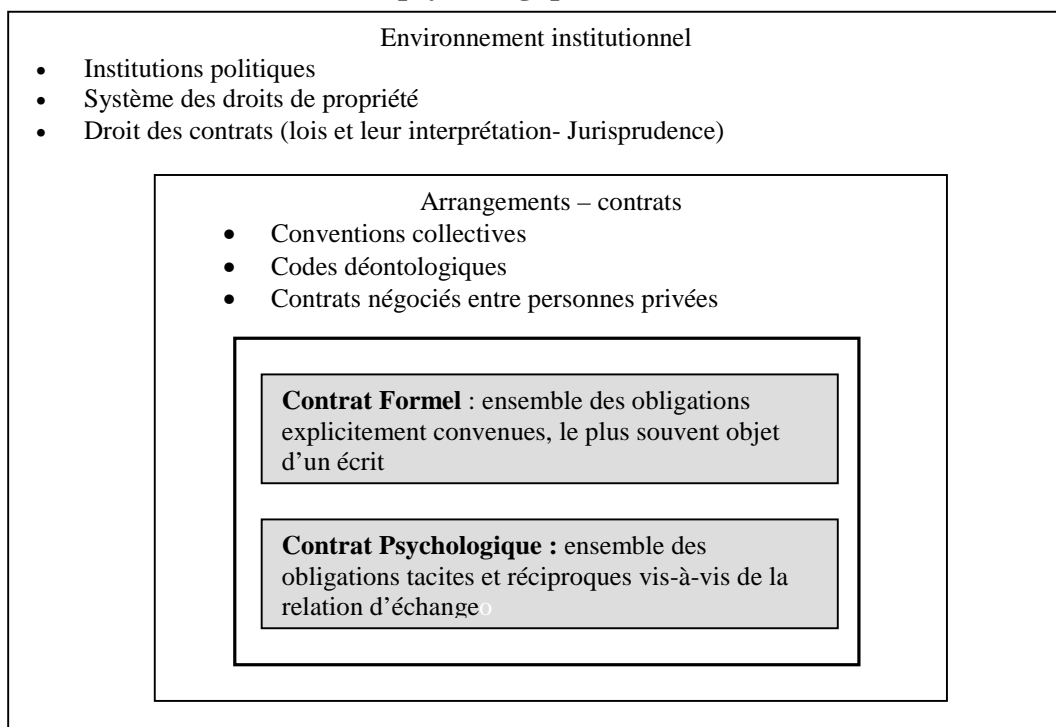 Environnement institutionnel
• Institutions politiques
• Système des droits de propriété
• Droit des contrats (lois et leur interprétation- Jurisprudence)
Arrangements – contrats
• Conventions collectives
• Codes déontologiques
• Contrats négociés entre personnes privées
Contrat Formel : ensemble des obligations
explicitement convenues, le plus souvent objet
d’un écrit
Contrat Psychologique : ensemble des
obligations tacites et réciproques vis-à-vis de la
relation d’échangeo